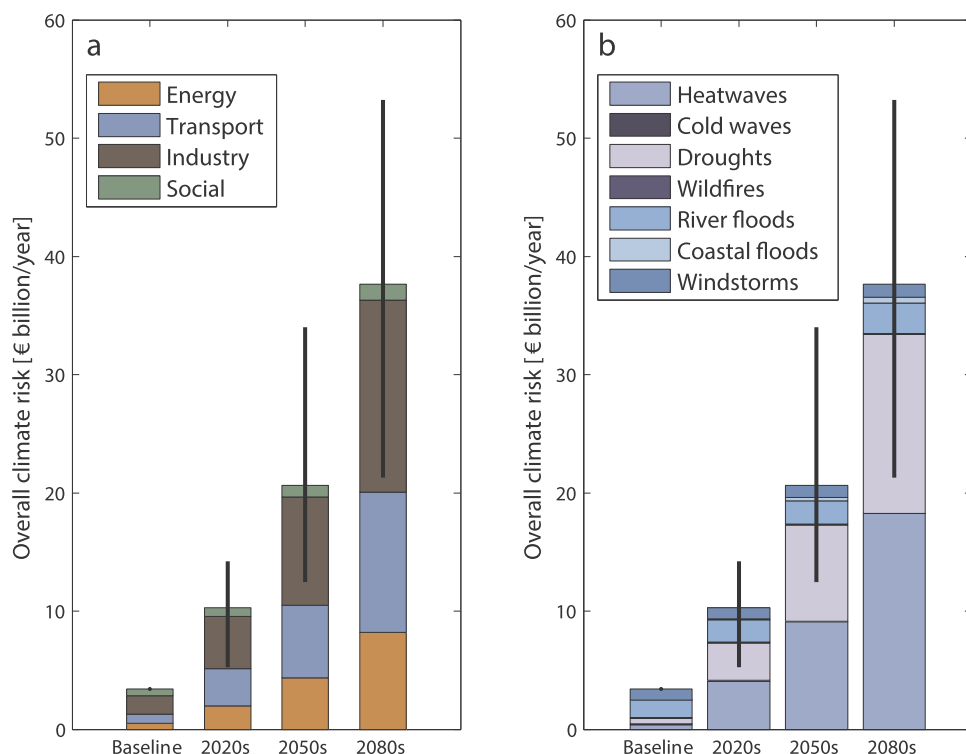 a
Energy
Transport
Industry
Social
Overall climate risk [€ billion/year]
60
50
40
30
20
10
0
Baseline 2020s 2050s 2080s
b
Heatwaves
Cold waves
Droughts
Wildfires
River floods
Coastal floods
Windstorms
Overall climate risk [€ billion/year]
60
50
40
30
20
10
0
Baseline 2020s 2050s 2080s